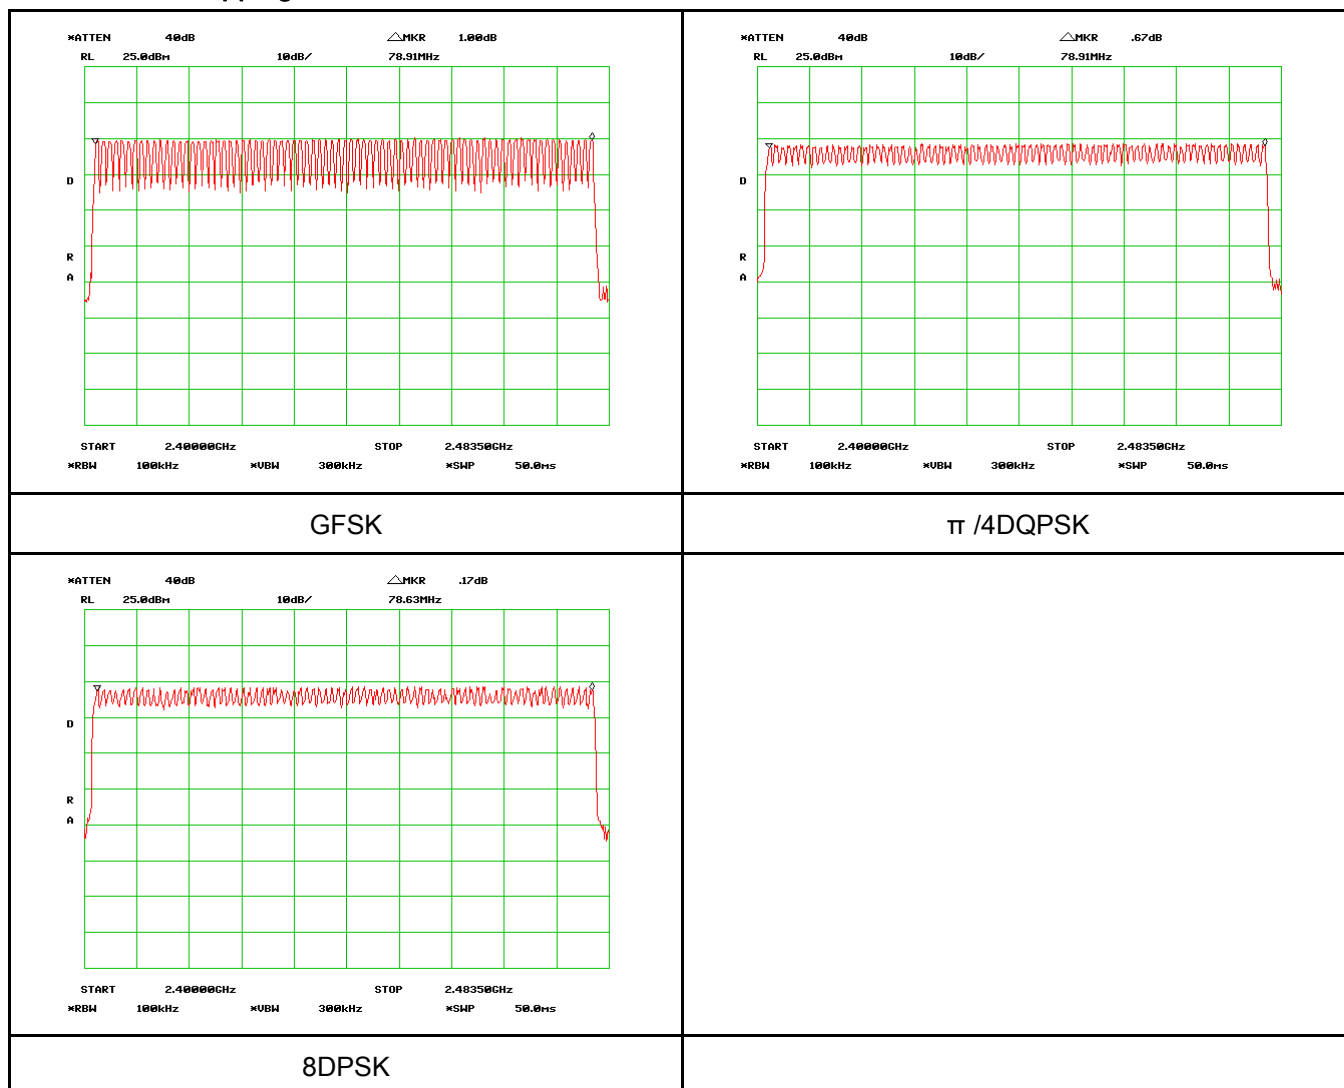 *ATTEN 40dB △MKR 1.00dB
RL 25.0dBm 10dB/ 78.91MHz
D
R
A
START 2.40000GHz STOP 2.48350GHz
*RBW 100kHz *VBW 300kHz *SWP 50.0ms
*ATTEN 40dB △MKR .67dB
RL 25.0dBm 10dB/ 78.91MHz
D
R
A
START 2.40000GHz STOP 2.48350GHz
*RBW 100kHz *VBW 300kHz *SWP 50.0ms
GFSK
π /4DQPSK
*ATTEN 40dB △MKR .17dB
RL 25.0dBm 10dB/ 78.63MHz
D
R
A
START 2.40000GHz STOP 2.48350GHz
*RBW 100kHz *VBW 300kHz *SWP 50.0ms
8DPSK